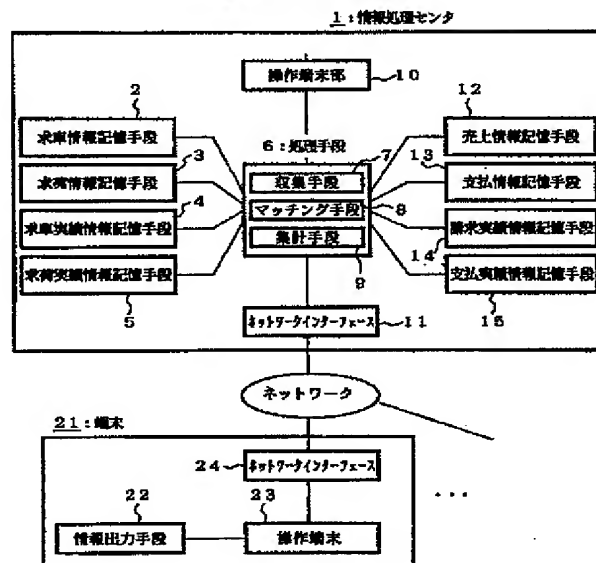 1：情報処理センタ
操作端末部
10
2
求車情報記憶手段
3
求荷情報記憶手段
4
求車実績情報記憶手段
求荷実績情報記憶手段
5
6：処理手段
7
収集手段
マッチング手段
8
集計手段
9
12
売上情報記憶手段
13
支払情報記憶手段
請求実績情報記憶手段
14
支払実績情報記憶手段
15
ネットワークインターフェース
11
ネットワーク
21：端末
24
ネットワークインターフェース
22
23
情報出力手段
操作端末
・・・